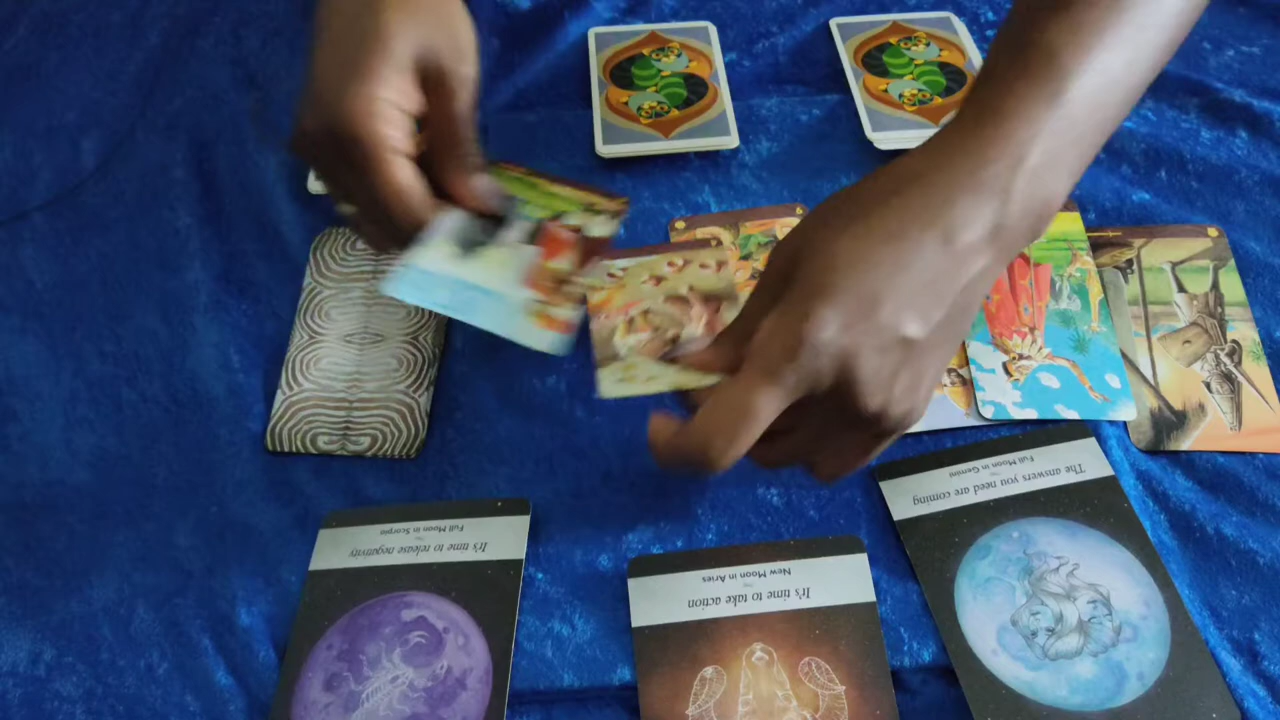 The answers you need are coming
Full Moon in Gemini
It's time to release negativity
Full Moon in Scorpio
It's time to take action
New Moon in Aries